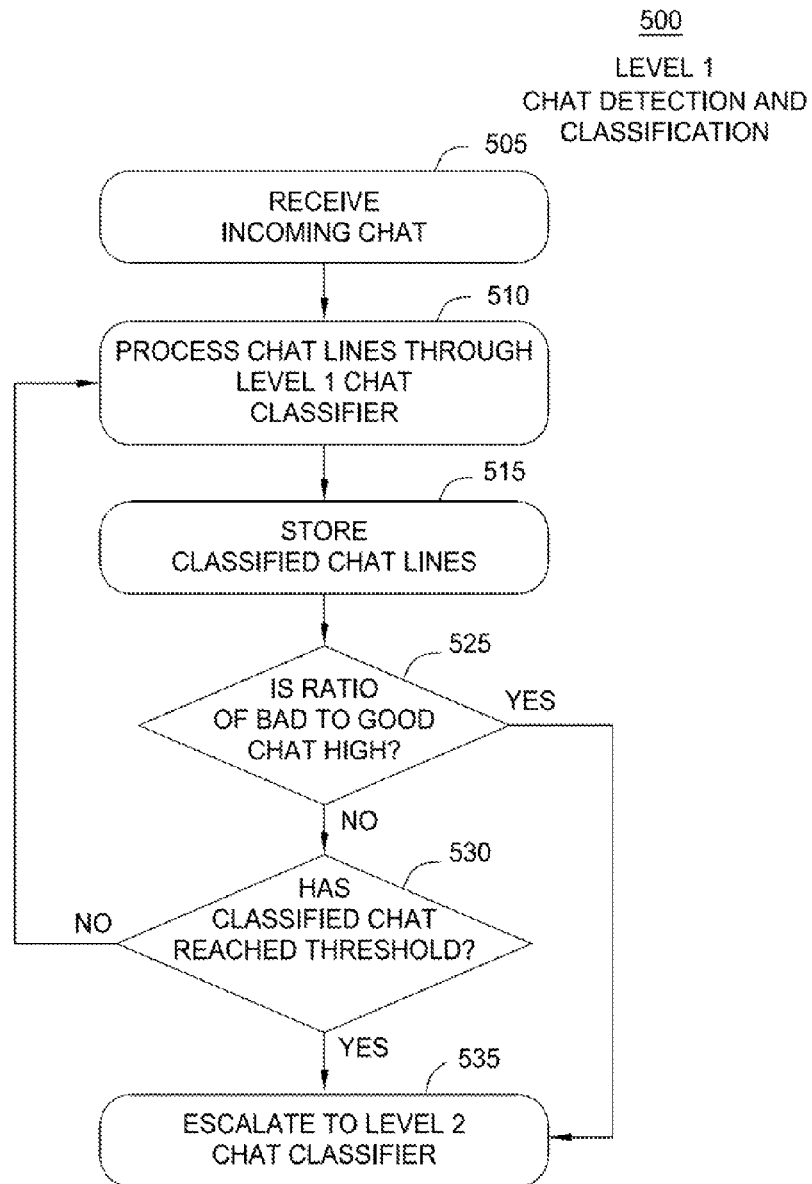 500
LEVEL 1
CHAT DETECTION AND
CLASSIFICATION
505
RECEIVE
INCOMING CHAT
510
PROCESS CHAT LINES THROUGH
LEVEL 1 CHAT
CLASSIFIER
515
STORE
CLASSIFIED CHAT LINES
525
IS RATIO
OF BAD TO GOOD
CHAT HIGH?
YES
NO
530
HAS
CLASSIFIED CHAT
REACHED THRESHOLD?
NO
YES
535
ESCALATE TO LEVEL 2
CHAT CLASSIFIER